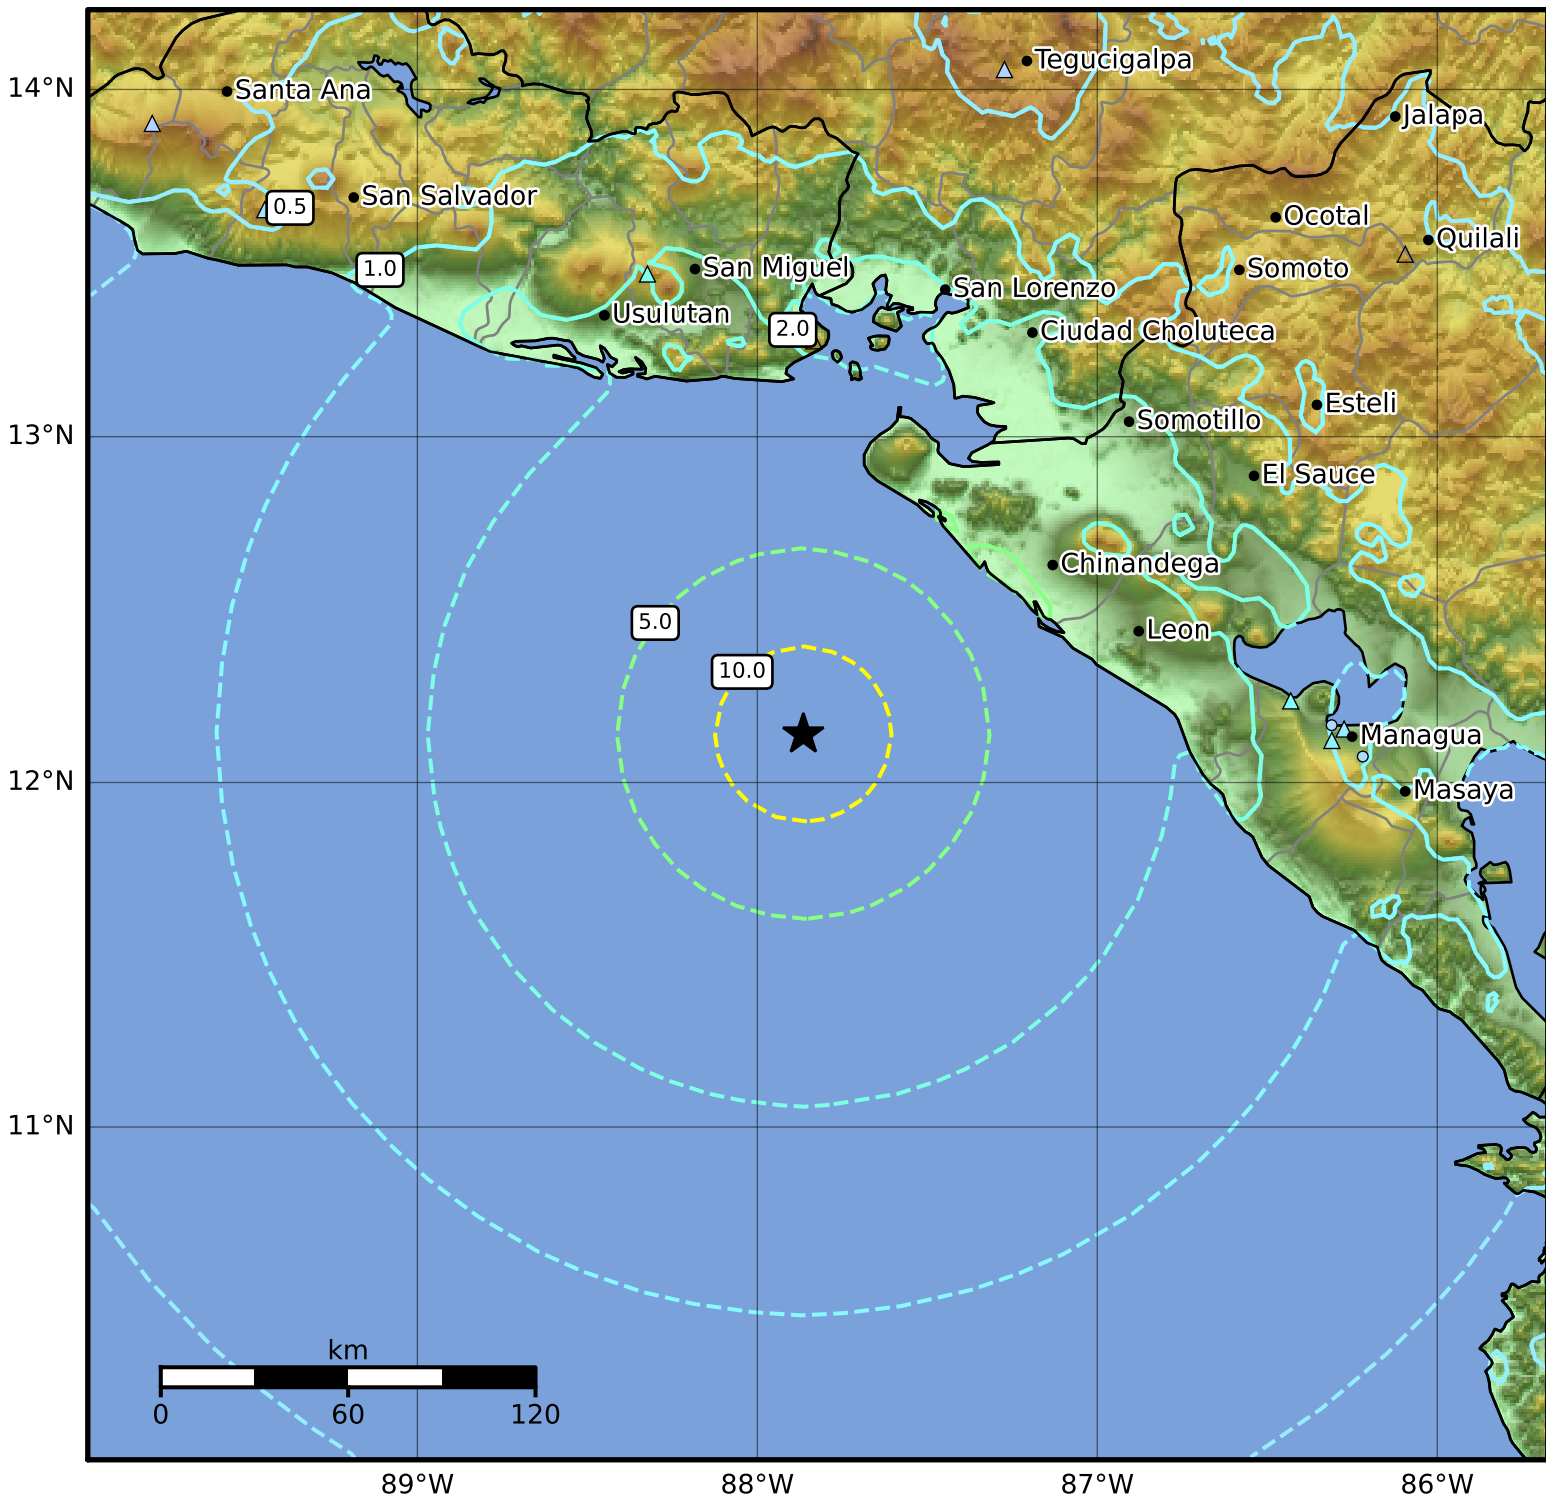 Tegucigalpa
14°N
Santa Ana
Jalapa
San Salvador
0.5
Ocotal
Quilali
1.0
San Miguel
Somoto
San Lorenzo
Usulutan
2.0
Ciudad Choluteca
Esteli
Somotillo
13°N
El Sauce
Chinandega
5.0
Leon
10.0
Managua
12°N
Masaya
11°N
km
0 60 120
89°W 88°W 87°W 86°W